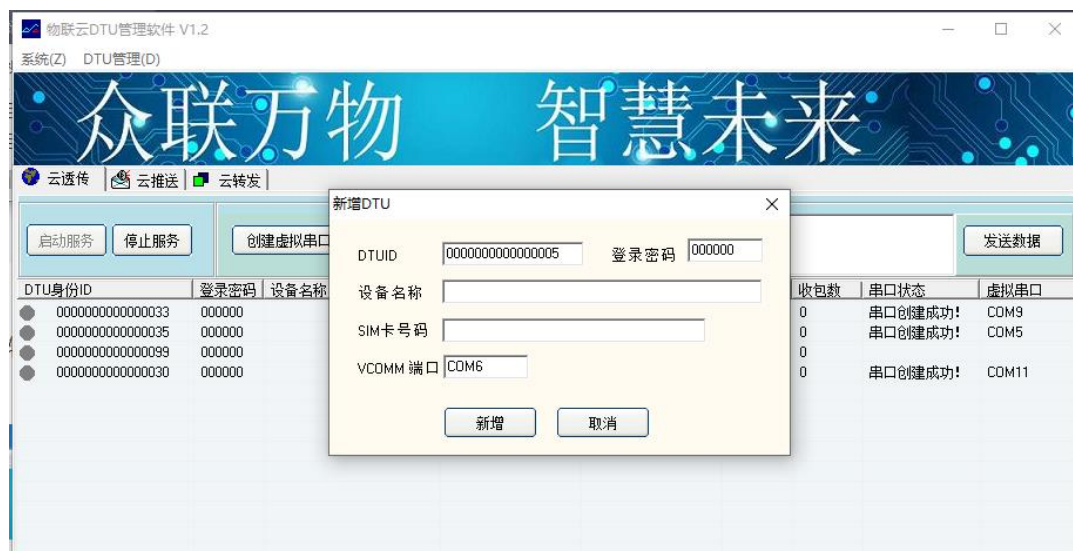 物联云DTU管理软件 V1.2
系统(Z) DTU管理(D)
众联万物 智慧未来
云透传 云推送 云转发
新增DTU
启动服务 停止服务 创建虚拟串口 发送数据
DTUID 0000000000000005 登录密码 000000
设备名称
SIM卡号码
VCOMM 端口 COM6
新增 取消
DTU身份ID 登录密码 设备名称 收包数 串口状态 虚拟串口
0000000000000033 000000 0 串口创建成功! COM9
0000000000000035 000000 0 串口创建成功! COM5
0000000000000099 000000 0
0000000000000030 000000 0 串口创建成功! COM11